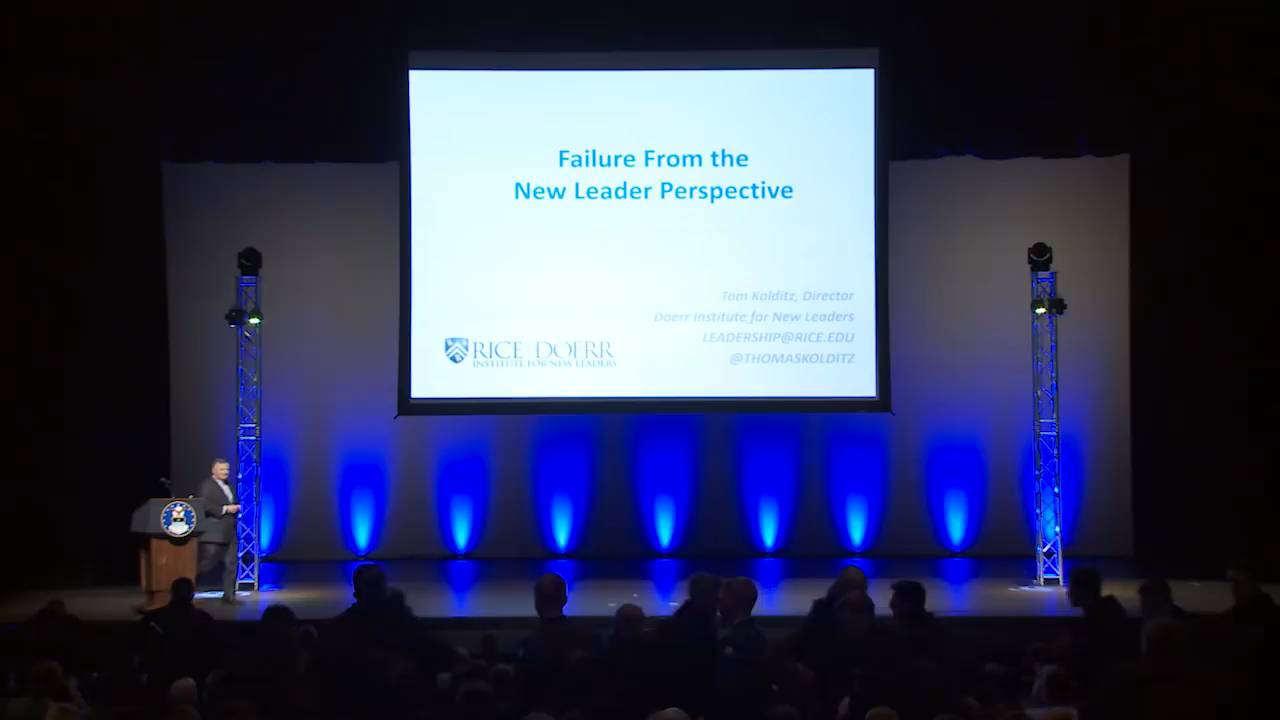 Failure From the
New Leader Perspective
Tom Kolditz, Director
Doerr Institute for New Leaders
LEADERSHIP@RICE.EDU
@THOMASKOLDITZ
RICE | DOERR
INSTITUTE FOR NEW LEADERS